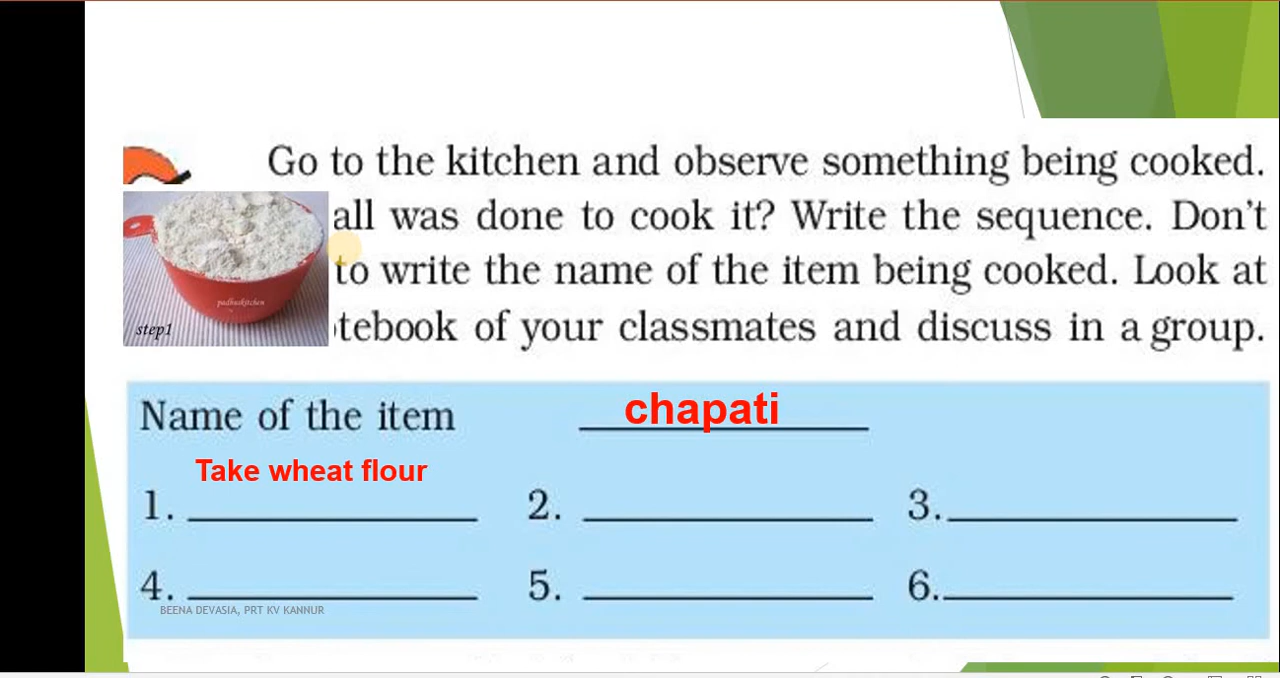 Go to the kitchen and observe something being cooked.
all was done to cook it? Write the sequence. Don't
to write the name of the item being cooked. Look at
tebook of your classmates and discuss in a group.
padhuskitchen
step1
Name of the item chapati
Take wheat flour
1. 2. 3.
4. 5. 6.
BEENA DEVASIA, PRT KV KANNUR